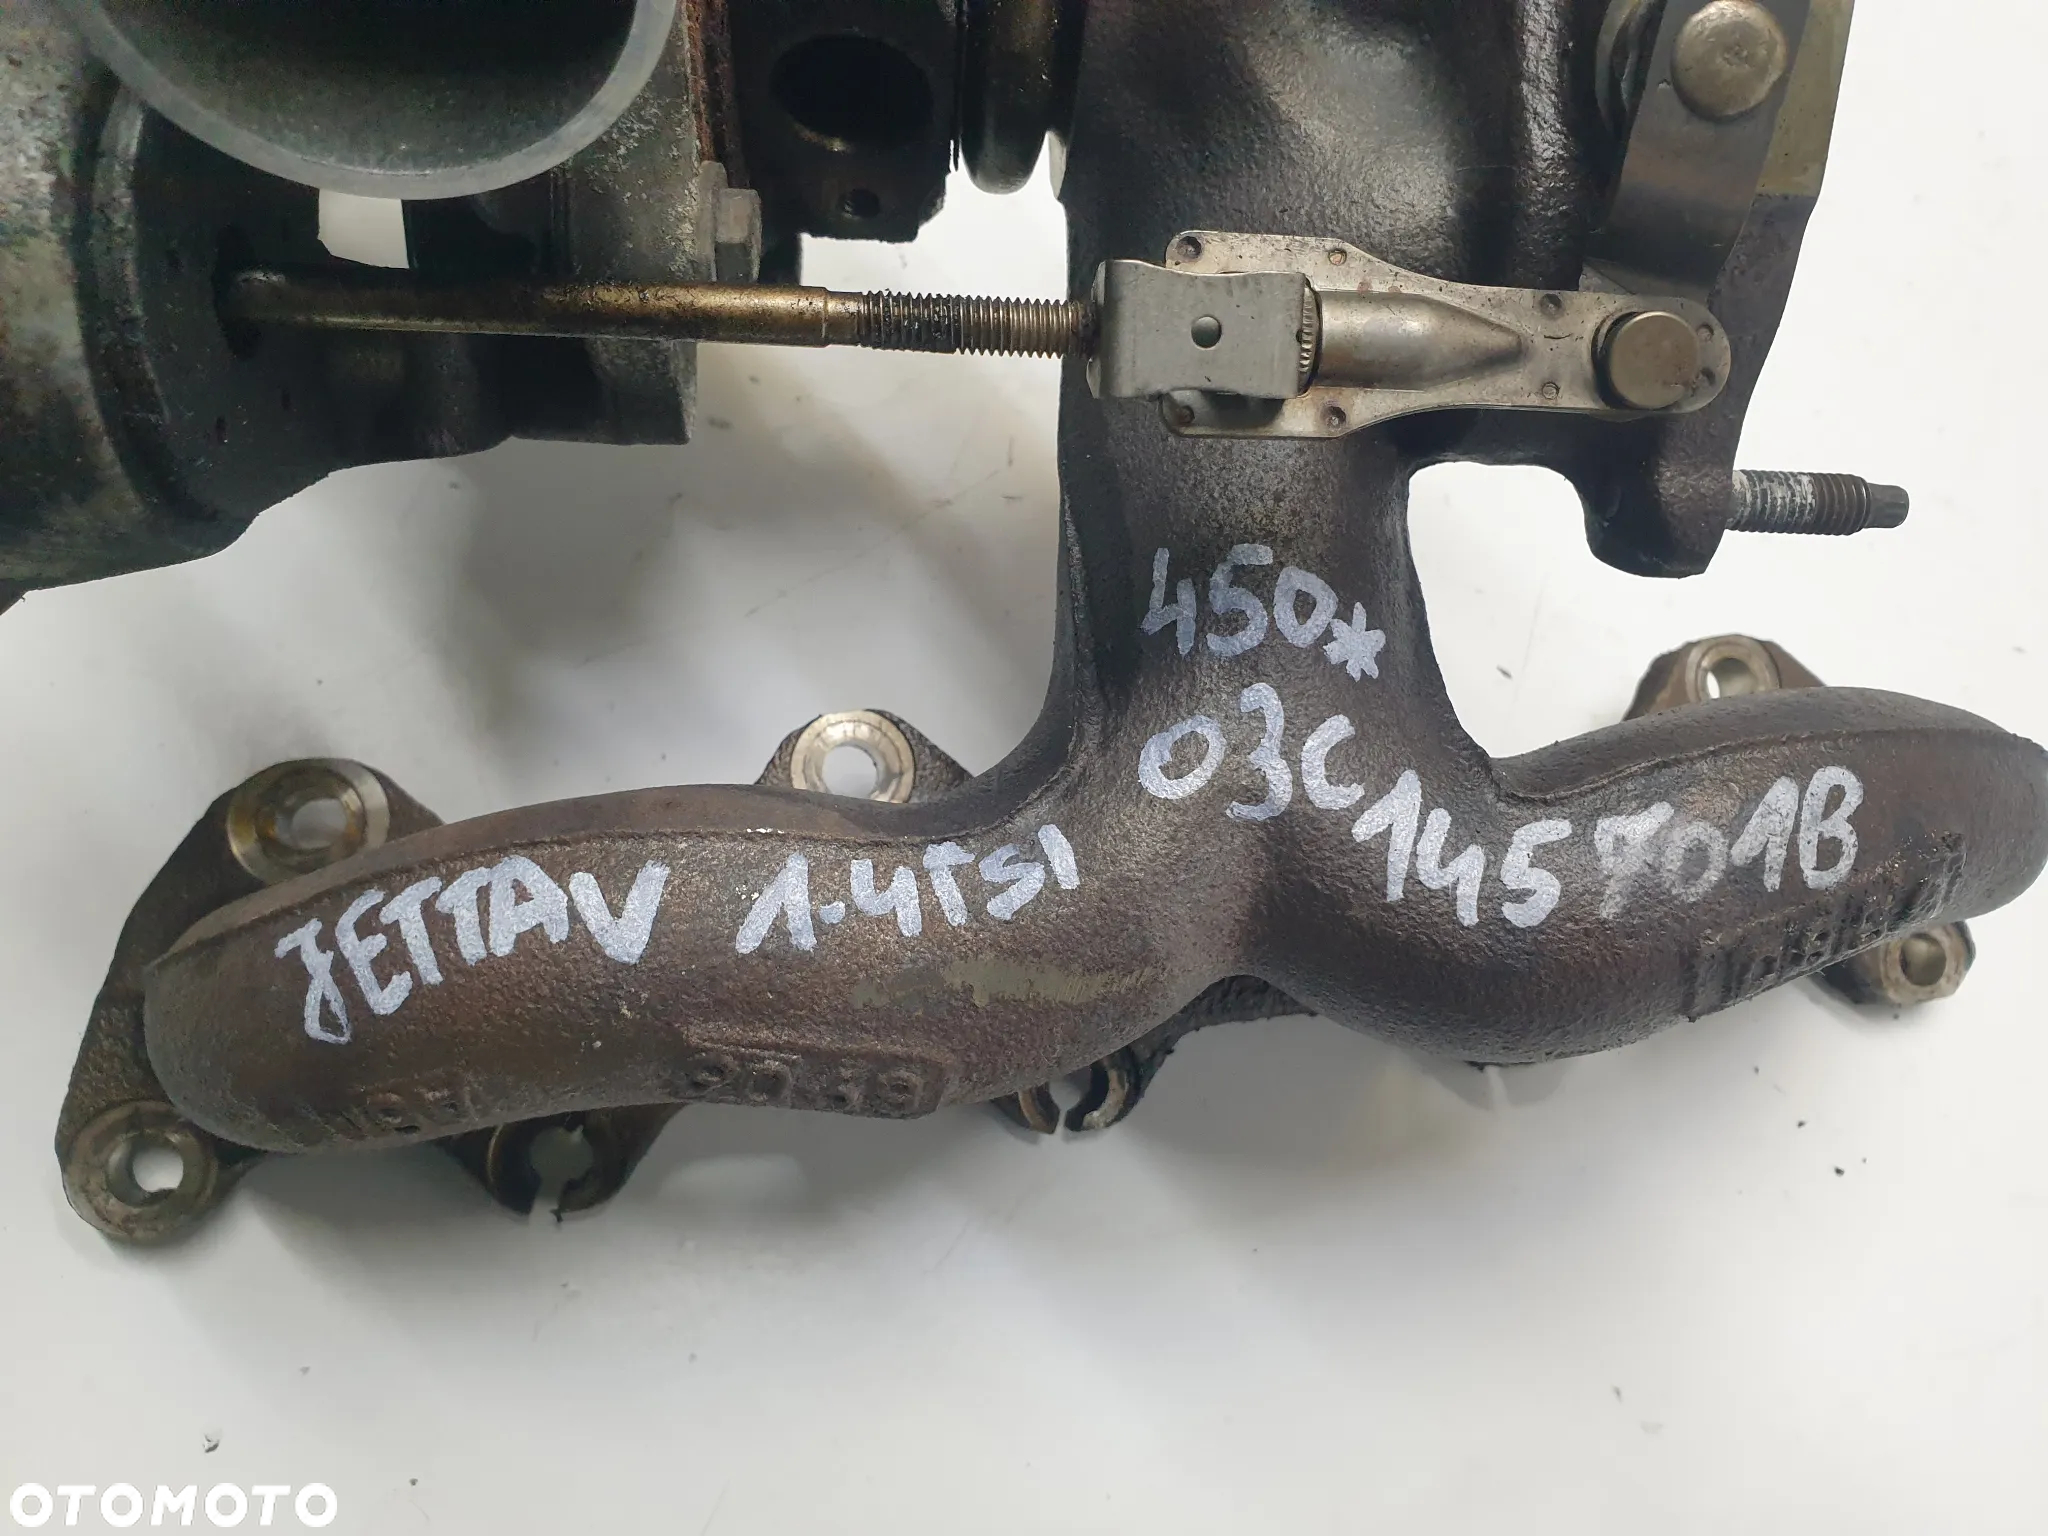 450*
03C145701B
JETTA V 1.4TSI
OTOMOTO